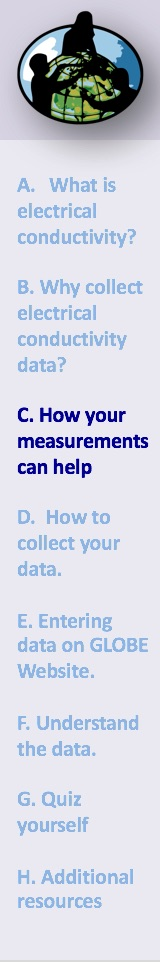 A. What is
electrical
conductivity?
B. Why collect
electrical
conductivity
data?
C. How your
measurements
can help
D. How to
collect your
data.
E. Entering
data on GLOBE
Website.
F. Understand
the data.
G. Quiz
yourself
H. Additional
resources